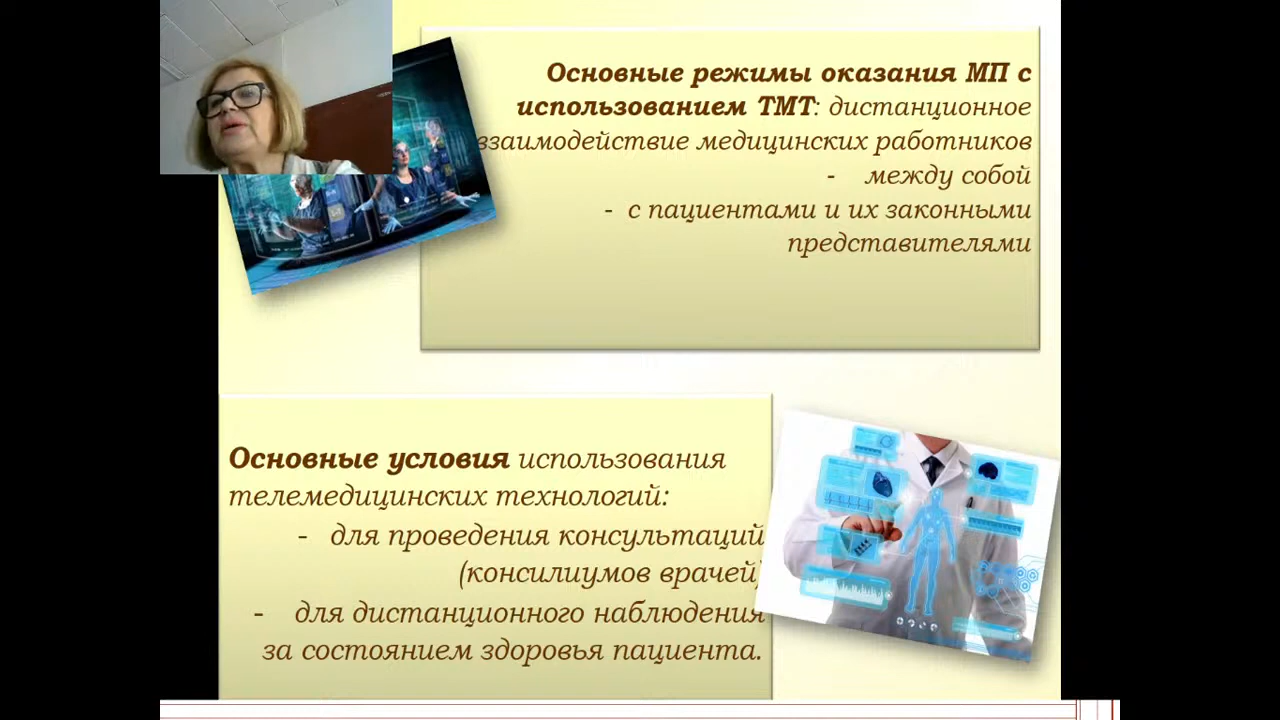 Основные режимы оказания МП с
использованием ТМТ: дистанционное
взаимодействие медицинских работников
- между собой
- с пациентами и их законными
представителями
Основные условия использования
телемедицинских технологий:
- для проведения консультаций
(консилиумов врачей)
- для дистанционного наблюдения
за состоянием здоровья пациента.